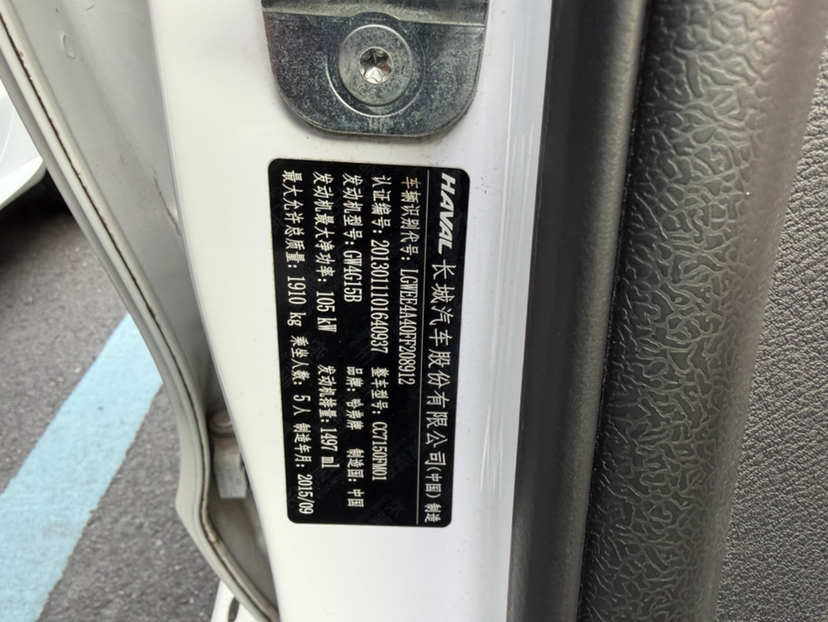 HAVAL 长城汽车股份有限公司(中国) 制造
车辆识别代号: LGWEE4A40FF208912
认证编号: 2013011101640937 整车型号: CC7150FM01
发动机型号: GW4G15B 品牌: 哈弗牌 制造国: 中国
发动机最大净功率: 105 kW 发动机排量: 1497 ml
最大允许总质量: 1910 kg 乘坐人数: 5人 制造年月: 2015/09